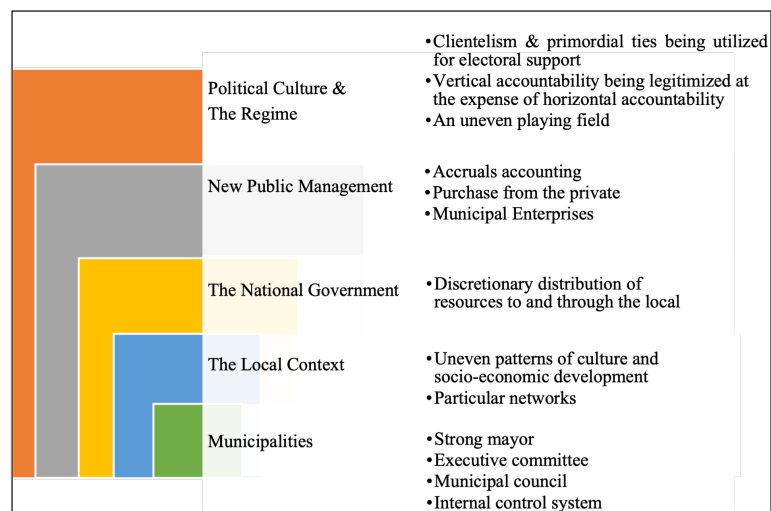 Political Culture &
The Regime
•Clientelism & primordial ties being utilized
for electoral support
•Vertical accountability being legitimized at
the expense of horizontal accountability
•An uneven playing field
New Public Management
•Accruals accounting
•Purchase from the private
•Municipal Enterprises
The National Government
•Discretionary distribution of
resources to and through the local
The Local Context
•Uneven patterns of culture and
socio-economic development
•Particular networks
Municipalities
•Strong mayor
•Executive committee
•Municipal council
•Internal control system